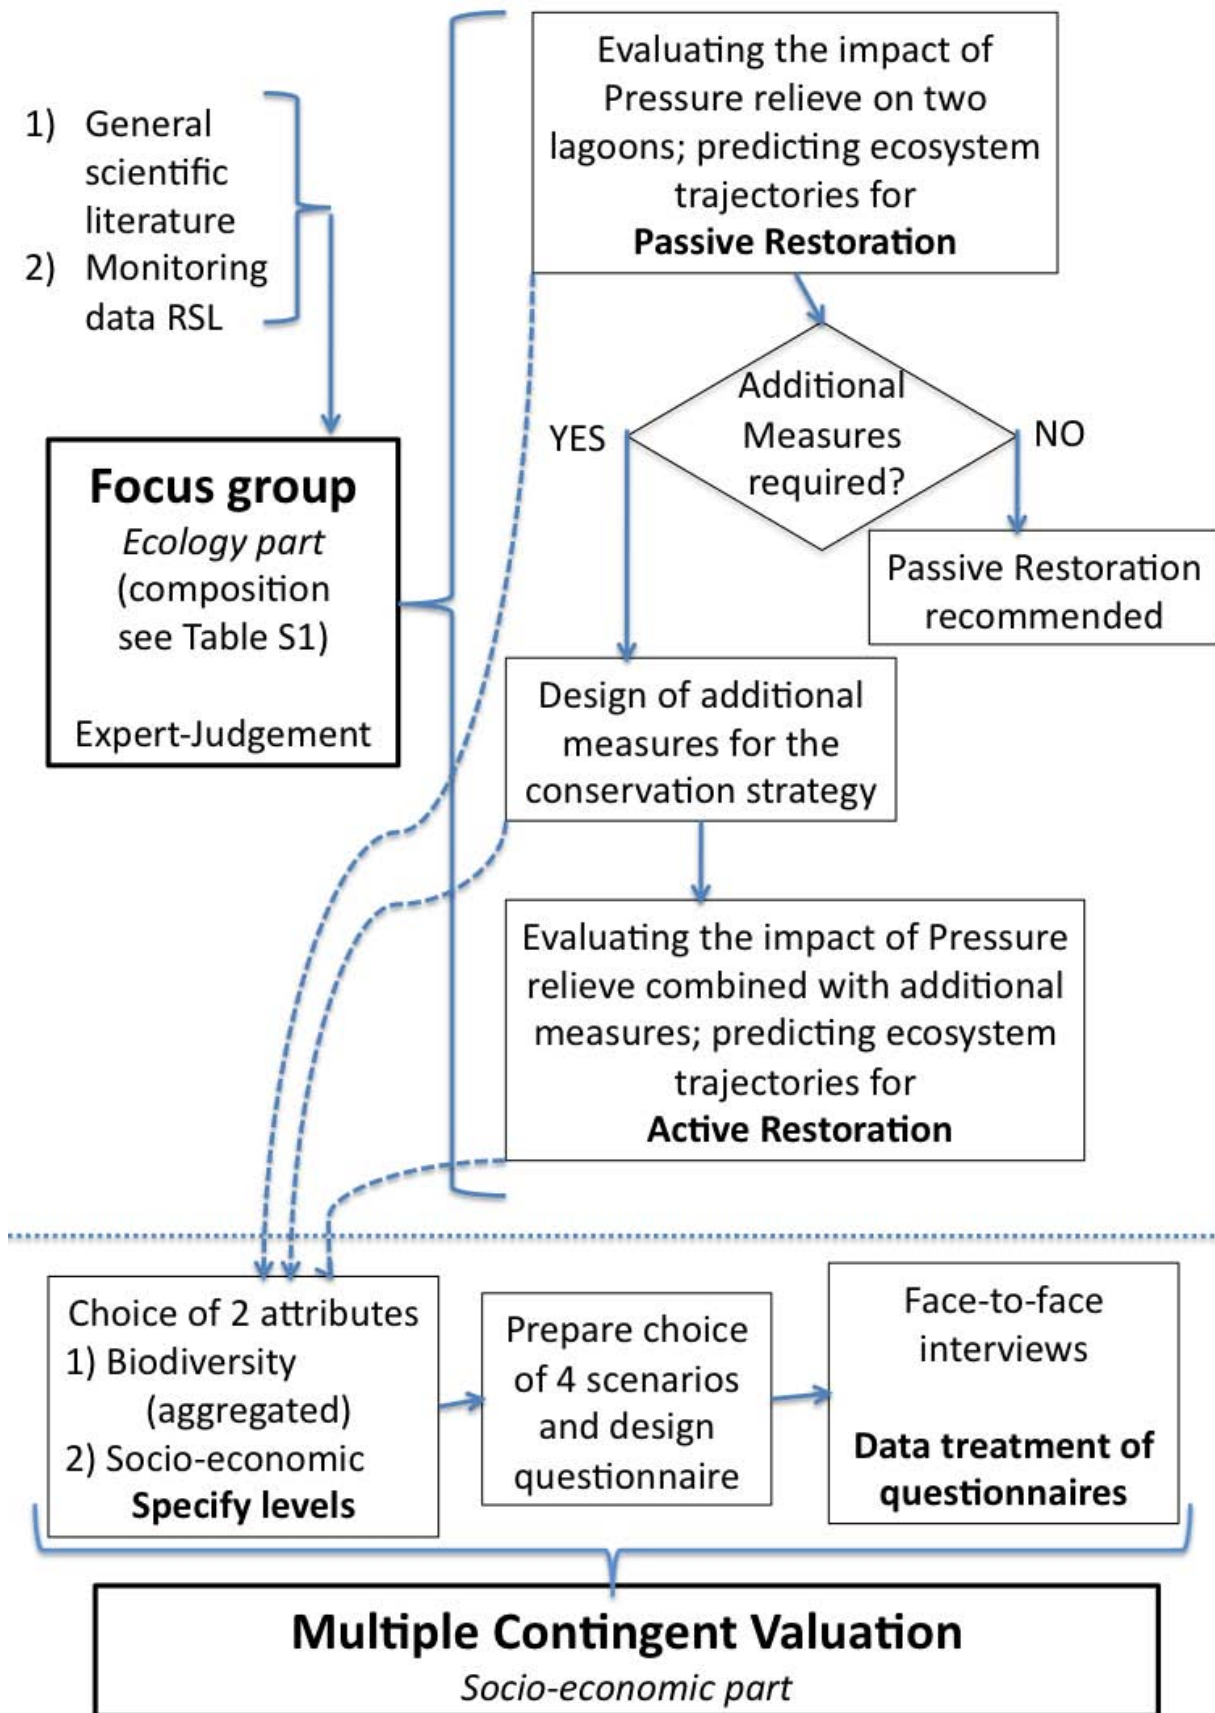 1) General
scientific
literature
2) Monitoring
data RSL
Focus group
Ecology part
(composition
see Table S1)
Expert-Judgement
Evaluating the impact of
Pressure relieve on two
lagoons; predicting ecosystem
trajectories for
Passive Restoration
Additional
Measures
required?
YES
NO
Passive Restoration
recommended
Design of additional
measures for the
conservation strategy
Evaluating the impact of Pressure
relieve combined with additional
measures; predicting ecosystem
trajectories for
Active Restoration
Choice of 2 attributes
1) Biodiversity
(aggregated)
2) Socio-economic
Specify levels
Prepare choice
of 4 scenarios
and design
questionnaire
Face-to-face
interviews
Data treatment of
questionnaires
Multiple Contingent Valuation
Socio-economic part